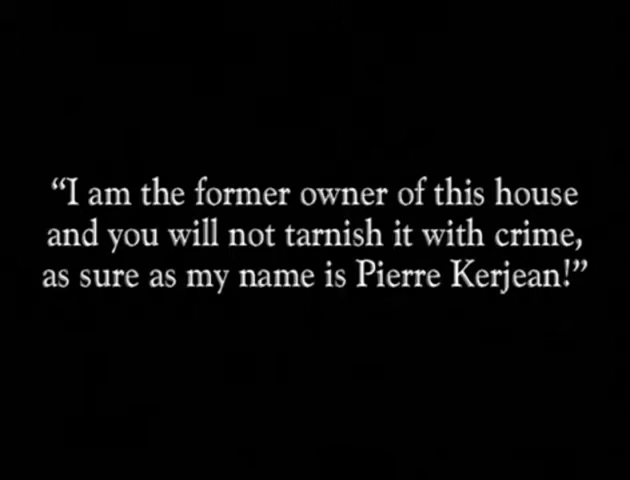 “I am the former owner of this house
and you will not tarnish it with crime,
as sure as my name is Pierre Kerjean!”